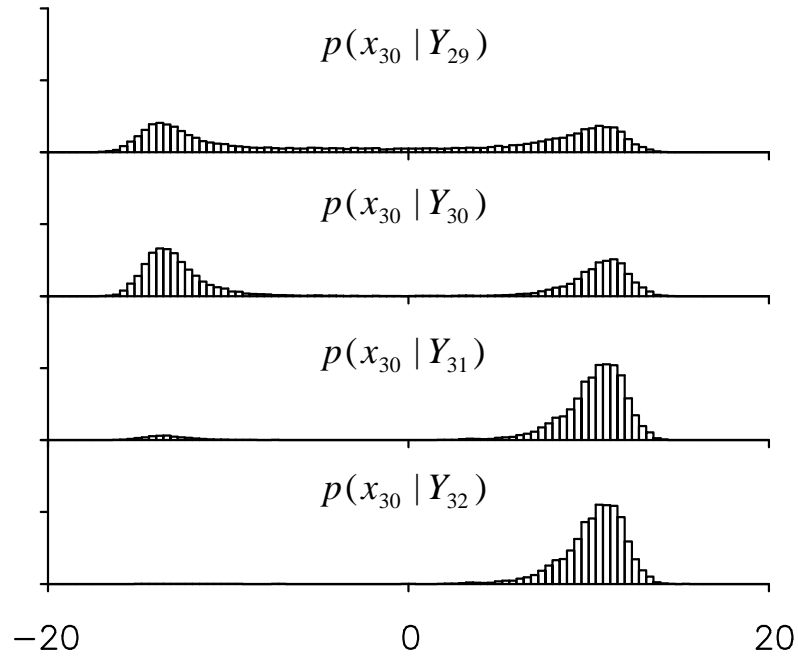 p(x₃₀ | Y₂₉)
p(x₃₀ | Y₃₀)
p(x₃₀ | Y₃₁)
p(x₃₀ | Y₃₂)
−20 0 20